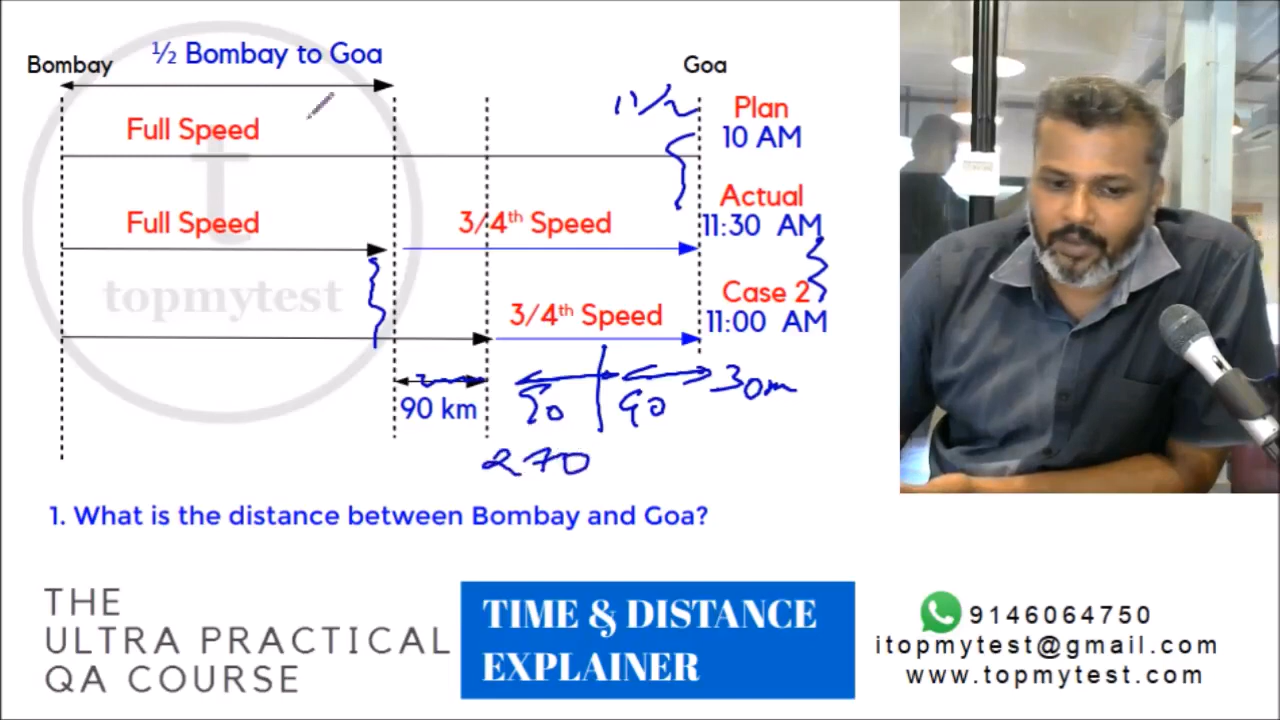 ½ Bombay to Goa
Bombay
Goa
Full Speed
1 1/2
Plan
10 AM
t
Full Speed
3/4th Speed
Actual
11:30 AM
topmytest
3/4th Speed
Case 2
11:00 AM
90 km
90
90
30m
270
1. What is the distance between Bombay and Goa?
THE
ULTRA PRACTICAL
QA COURSE
TIME & DISTANCE
EXPLAINER
9146064750
itopmytest@gmail.com
www.topmytest.com